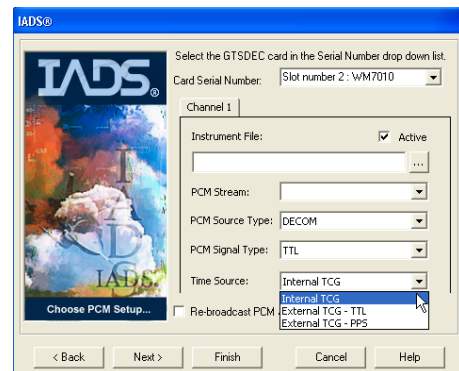 IADS®
Select the GTSDEC card in the Serial Number drop down list.
IADS®
Card Serial Number: Slot number 2 : WM7010
Channel 1
Instrument File: Active
...
PCM Stream:
PCM Source Type: DECOM
PCM Signal Type: TTL
IADS
Time Source: Internal TCG
Internal TCG
External TCG - TTL
External TCG - PPS
Choose PCM Setup...
Re-broadcast PCM
< Back Next > Finish Cancel Help